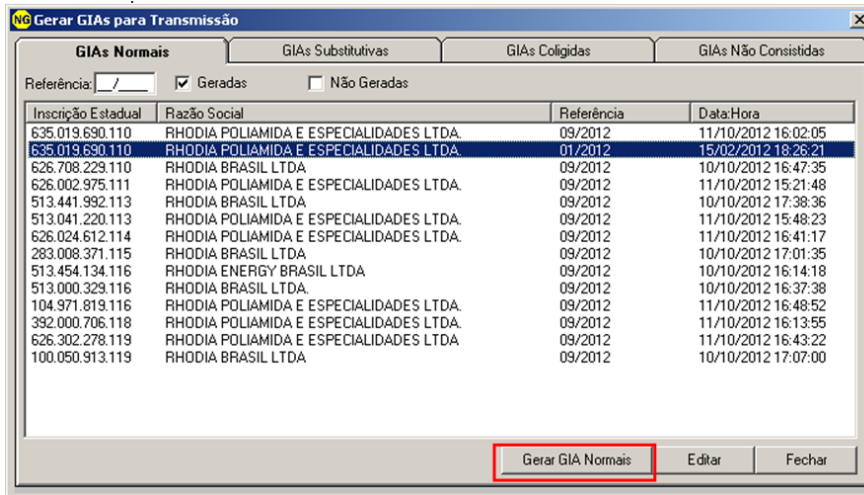 NG Gerar GIAs para Transmissão
GIAs Normais GIAs Substitutivas GIAs Coligidas GIAs Não Consistidas
Referência: __/____ Geradas Não Geradas
Inscrição Estadual Razão Social Referência Data:Hora
635.019.690.110 RHODIA POLIAMIDA E ESPECIALIDADES LTDA. 09/2012 11/10/2012 16:02:05
635.019.690.110 RHODIA POLIAMIDA E ESPECIALIDADES LTDA. 01/2012 15/02/2012 18:26:21
626.708.229.110 RHODIA BRASIL LTDA 09/2012 10/10/2012 16:47:35
626.002.975.111 RHODIA POLIAMIDA E ESPECIALIDADES LTDA. 09/2012 11/10/2012 15:21:48
513.441.992.113 RHODIA BRASIL LTDA 09/2012 10/10/2012 17:38:36
513.041.220.113 RHODIA POLIAMIDA E ESPECIALIDADES LTDA. 09/2012 11/10/2012 15:48:23
626.024.612.114 RHODIA POLIAMIDA E ESPECIALIDADES LTDA. 09/2012 11/10/2012 16:41:17
283.008.371.115 RHODIA BRASIL LTDA 09/2012 10/10/2012 17:01:35
513.454.134.116 RHODIA ENERGY BRASIL LTDA 09/2012 10/10/2012 16:14:18
513.000.329.116 RHODIA BRASIL LTDA. 09/2012 10/10/2012 16:37:38
104.971.819.116 RHODIA POLIAMIDA E ESPECIALIDADES LTDA. 09/2012 11/10/2012 16:48:52
392.000.706.118 RHODIA POLIAMIDA E ESPECIALIDADES LTDA. 09/2012 11/10/2012 16:13:55
626.302.278.119 RHODIA POLIAMIDA E ESPECIALIDADES LTDA 09/2012 11/10/2012 16:43:22
100.050.913.119 RHODIA BRASIL LTDA 09/2012 10/10/2012 17:07:00
Gerar GIA Normais Editar Fechar